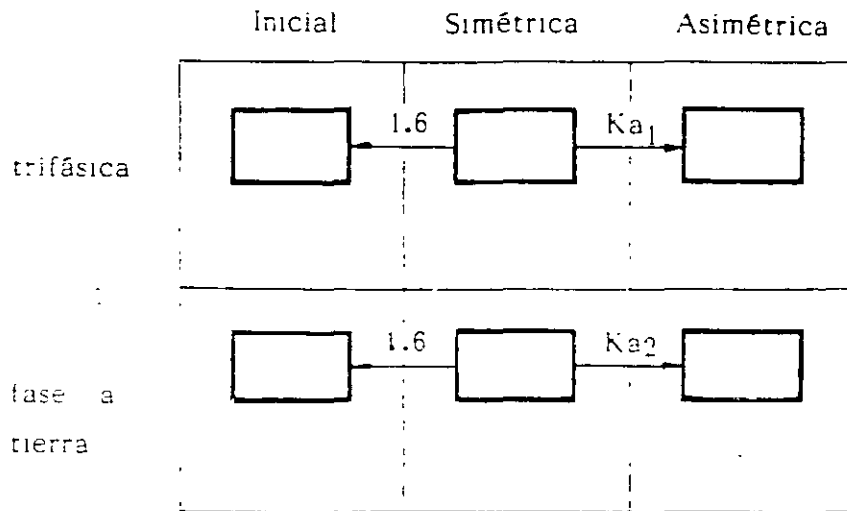 Inicial Simétrica Asimétrica
1.6 Ka1
trifásica
1.6 Ka2
fase a
tierra